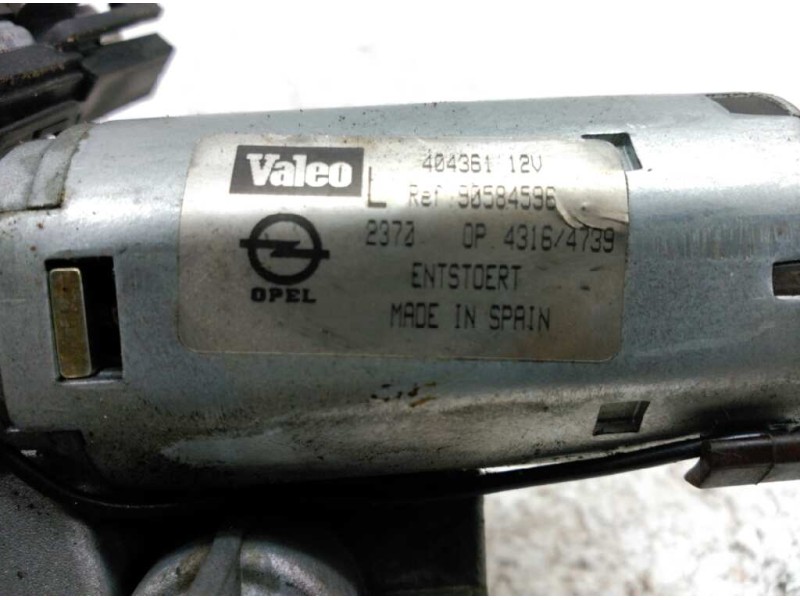 Valeo
L
404361 12V
Ref 90584596
2370 OP 4316/4739
OPEL
ENTSTOERT
MADE IN SPAIN